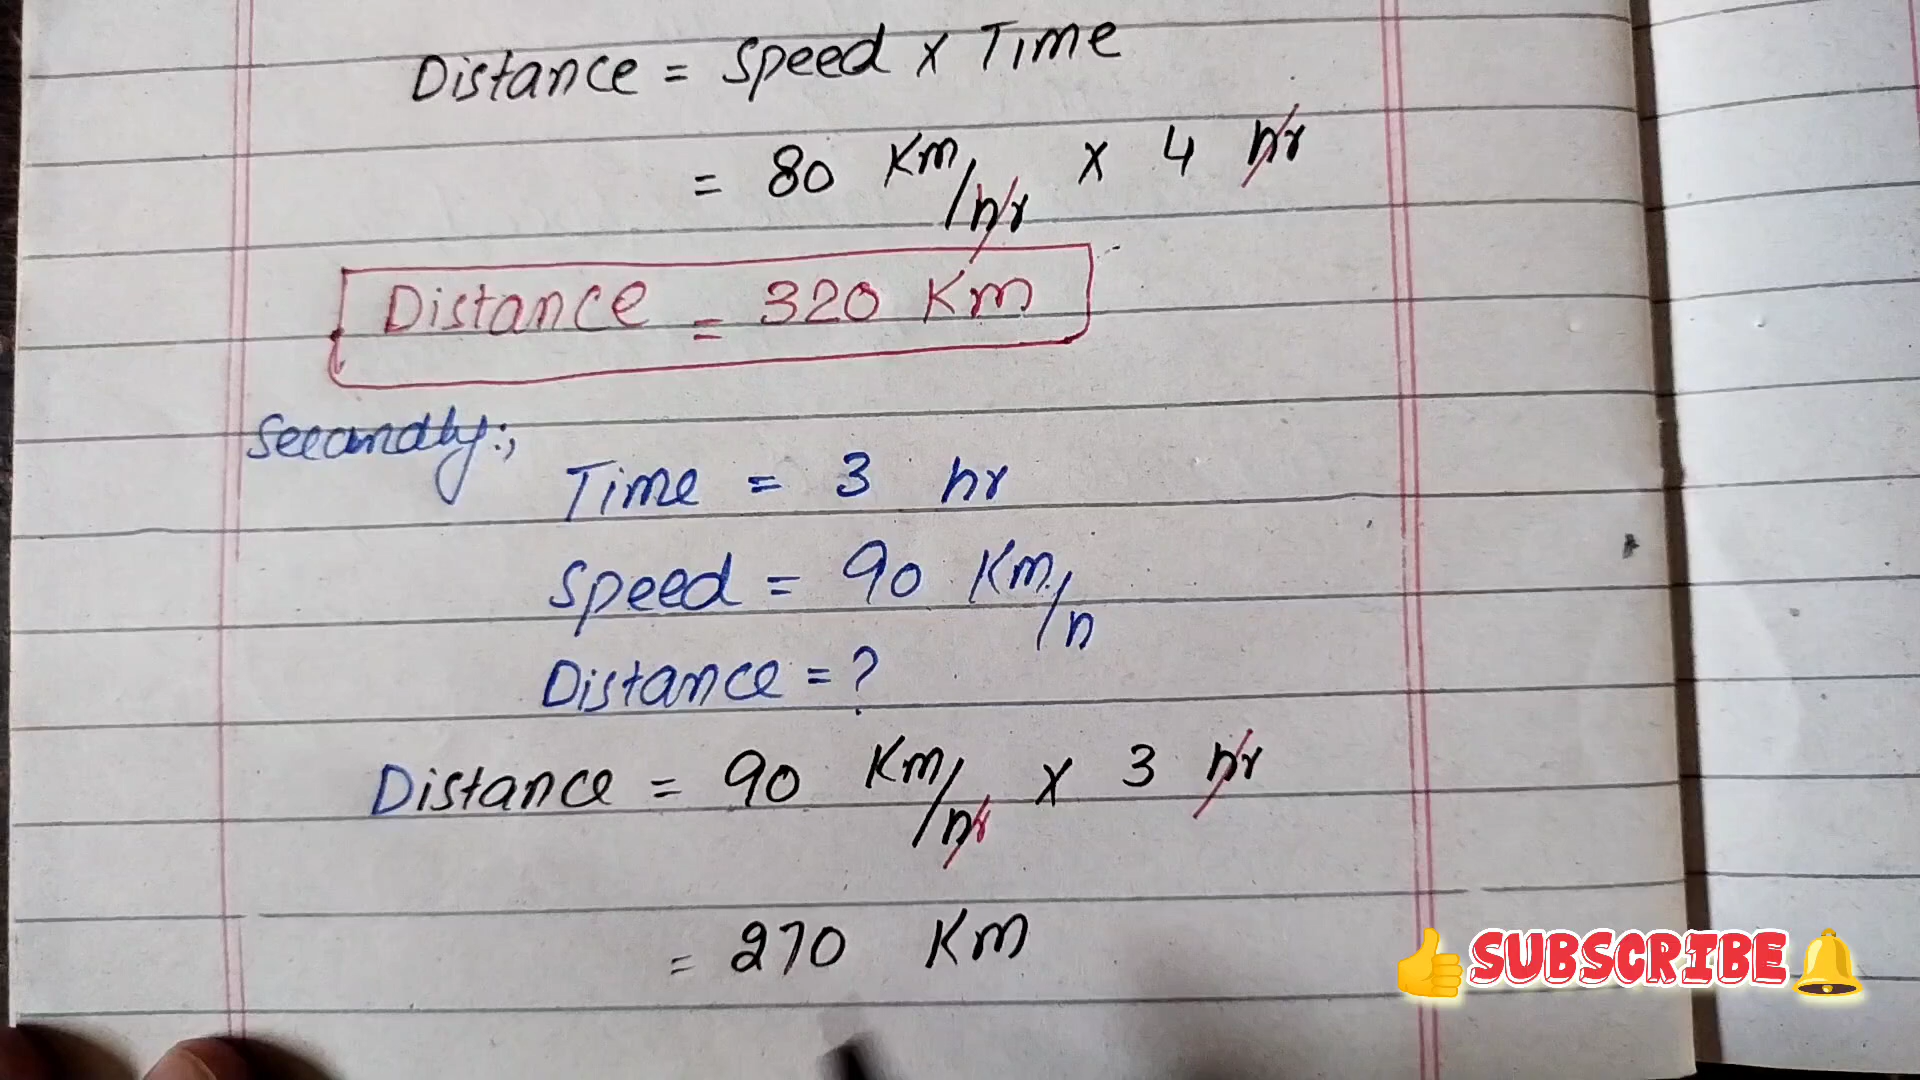 Distance = Speed x Time
= 80 Km/hr x 4 hr
Distance = 320 Km
Secondly:,
Time = 3 hr
Speed = 90 Km/h
Distance = ?
Distance = 90 Km/hr x 3 hr
= 270 Km
SUBSCRIBE